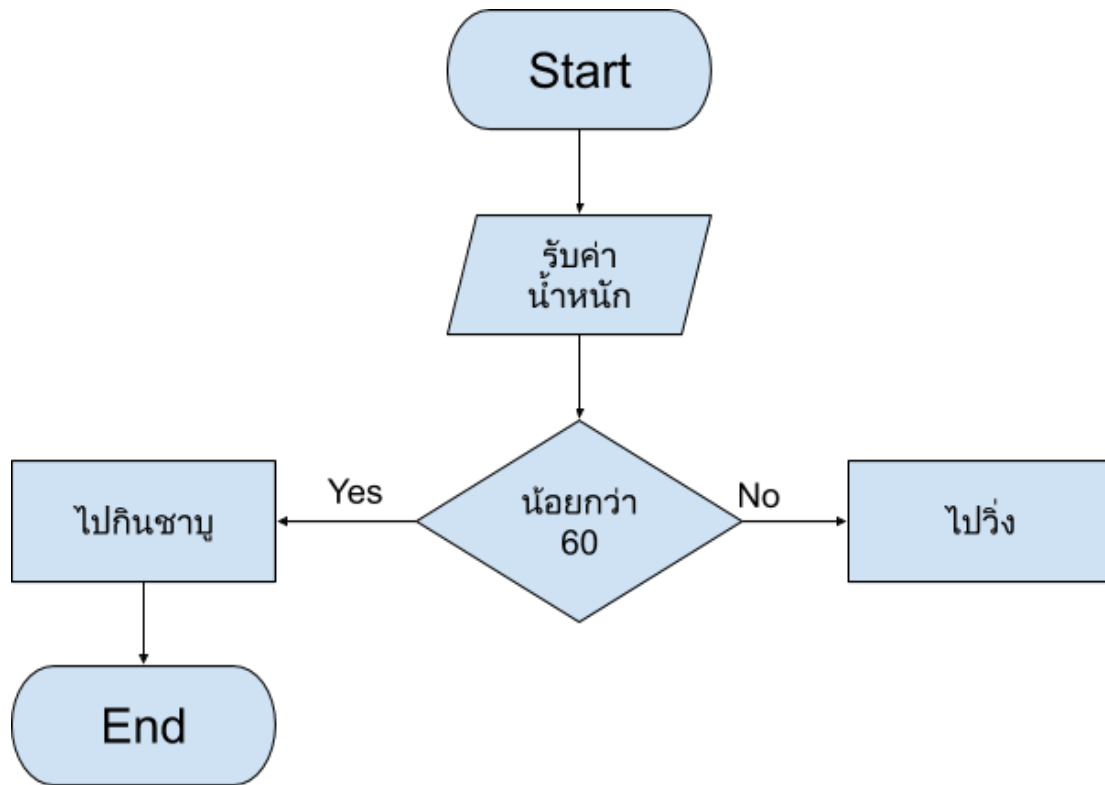 Start
รับค่า
น้ำหนัก
Yes
น้อยกว่า
60
No
ไปกินชาบู
ไปวิ่ง
End